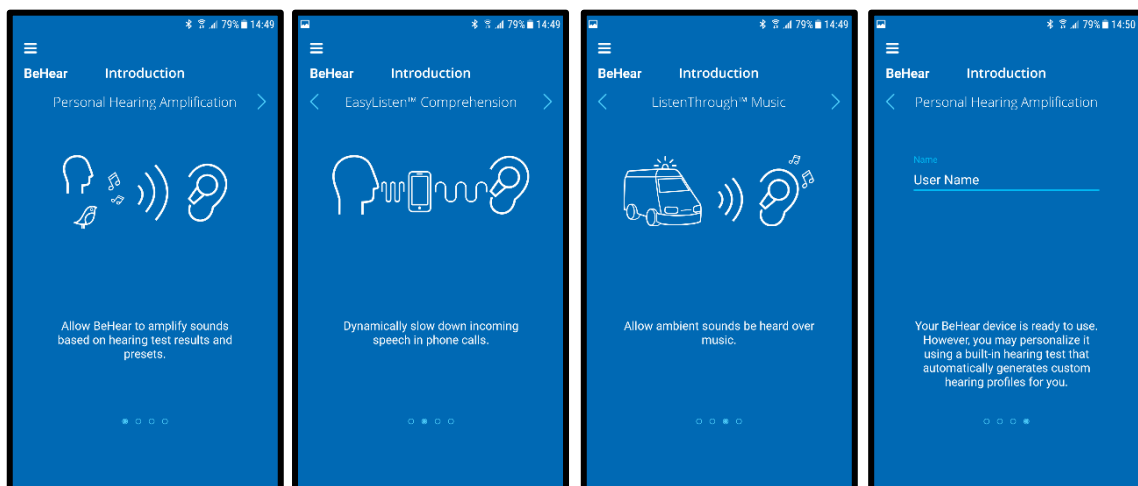 79% 14:49
BeHear Introduction
Personal Hearing Amplification
Allow BeHear to amplify sounds
based on hearing test results and
presets.
79% 14:49
BeHear Introduction
EasyListen™ Comprehension
Dynamically slow down incoming
speech in phone calls.
79% 14:49
BeHear Introduction
ListenThrough™ Music
Allow ambient sounds be heard over
music.
79% 14:50
BeHear Introduction
Personal Hearing Amplification
Name
User Name
Your BeHear device is ready to use.
However, you may personalize it
using a built-in hearing test that
automatically generates custom
hearing profiles for you.